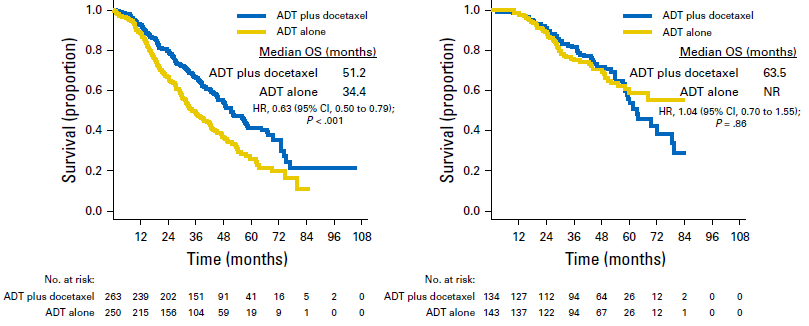 ADT plus docetaxel
ADT alone
Median OS (months)
ADT plus docetaxel 51.2
ADT alone 34.4
HR, 0.63 (95% CI, 0.50 to 0.79);
P < .001
Survival (proportion)
1.0
0.8
0.6
0.4
0.2
0.0
12 24 36 48 60 72 84 96 108
Time (months)
No. at risk:
ADT plus docetaxel 263 239 202 151 91 41 16 5 2 0
ADT alone 250 215 156 104 59 19 9 1 0 0
ADT plus docetaxel
ADT alone
Median OS (months)
ADT plus docetaxel 63.5
ADT alone NR
HR, 1.04 (95% CI, 0.70 to 1.55);
P = .86
Survival (proportion)
1.0
0.8
0.6
0.4
0.2
0.0
12 24 36 48 60 72 84 96 108
Time (months)
No. at risk:
ADT plus docetaxel 134 127 112 94 64 26 12 2 0 0
ADT alone 143 137 122 94 67 26 12 1 0 0